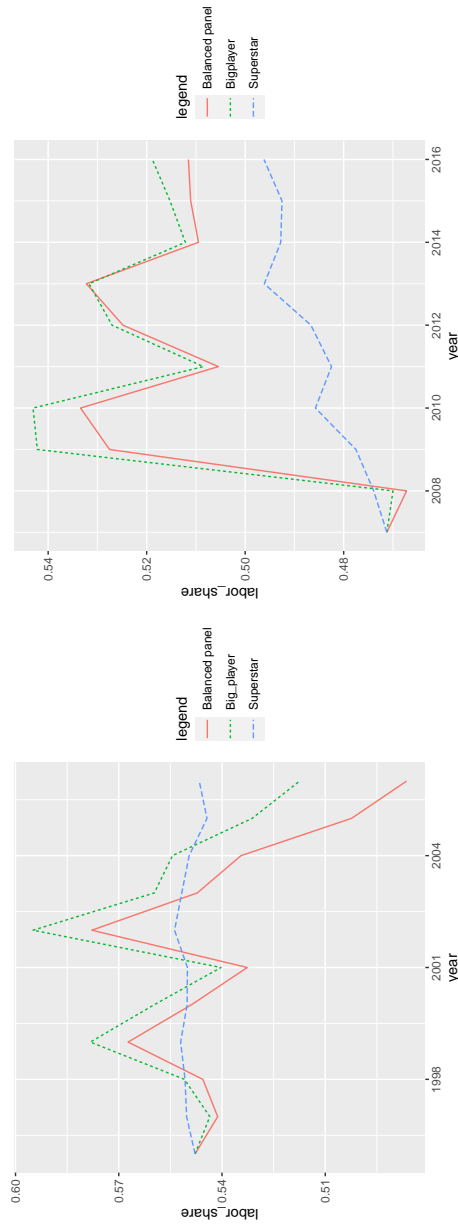 0.60
0.57
0.54
0.51
labor_share
1998
2001
2004
year
legend
Balanced panel
Big_player
Superstar
0.54
0.52
0.50
0.48
labor_share
2008
2010
2012
2014
2016
year
legend
Balanced panel
Bigplayer
Superstar